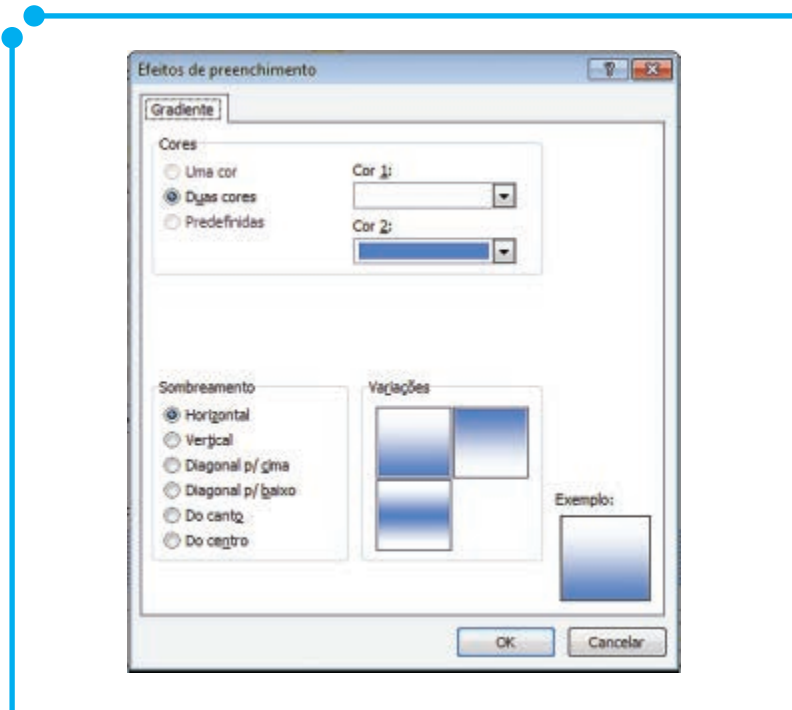 Efeitos de preenchimento
Gradiente
Cores
Uma cor
Duas cores
Predefinidas
Cor 1:
Cor 2:
Sombreamento
Horizontal
Vertical
Diagonal p/ cima
Diagonal p/ baixo
Do canto
Do centro
Variações
Exemplo:
OK
Cancelar